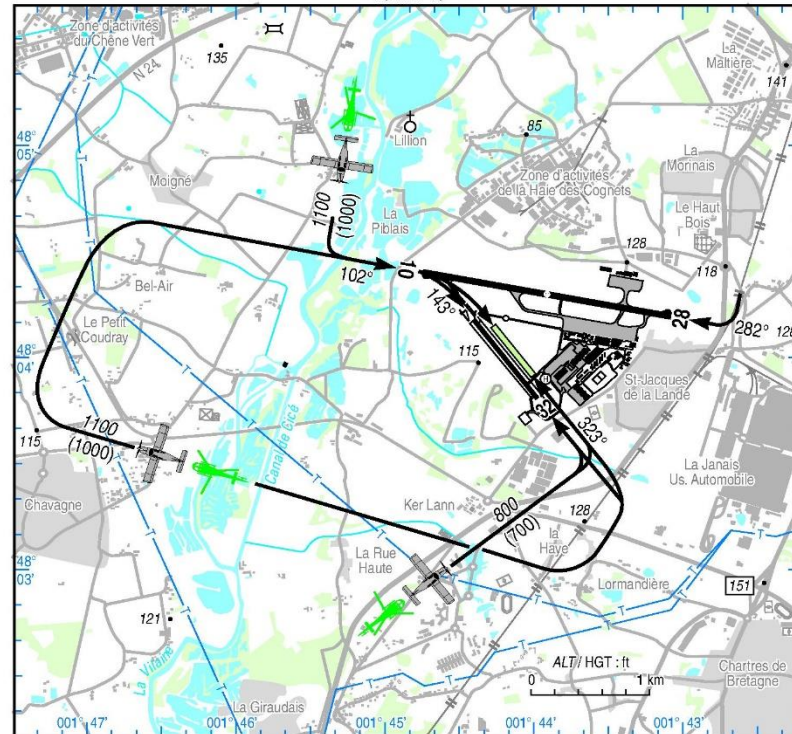 Zone d'activités
du Chêne Vert
N 24
135
La
Maltière
141
48°
05'
Lillion
85
Zone d'activités
de la Haie des Cognets
La
Morinais
Moigné
1100
(1000)
La
Piblais
Le Haut
Bois
128
118
102°
10
Bel-Air
143°
14
28
282°
128
Le Petit
Coudray
48°
04'
115
St-Jacques
de la Lande
32
323°
1100
(1000)
115
Canal de Cicé
Chavagne
La Janais
Us. Automobile
Ker Lann
800
(700)
128
la
Haye
48°
03'
La Rue
Haute
Lormandière
151
121
La Vilaine
ALT / HGT : ft
0
1 km
Chartres de
Bretagne
La Giraudais
001° 47'
001° 46'
001° 45'
001° 44'
001° 43'